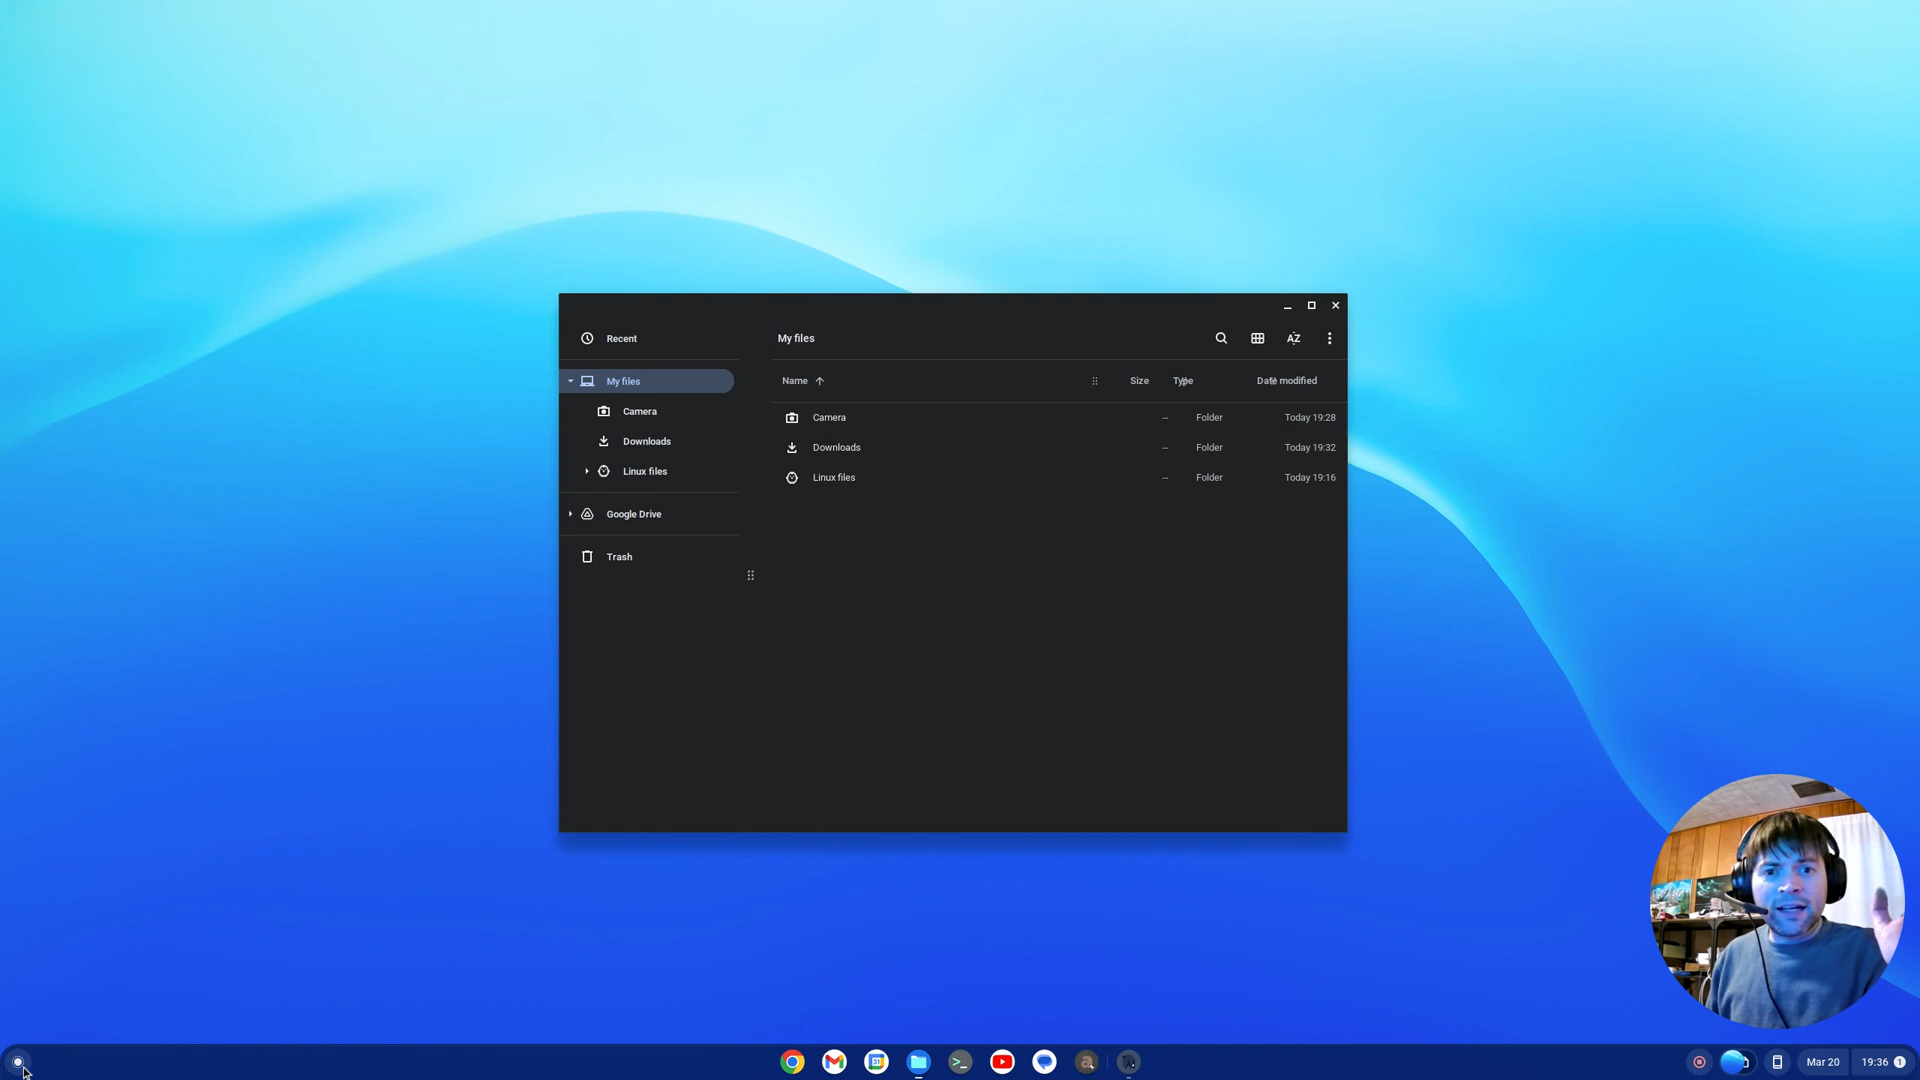 Recent
My files
Camera
Downloads
Linux files
Google Drive
Trash
My files
AZ
Name Size Type Date modified
Camera -- Folder Today 19:28
Downloads -- Folder Today 19:32
Linux files -- Folder Today 19:16
31 >_ a
Mar 20 19:36 1